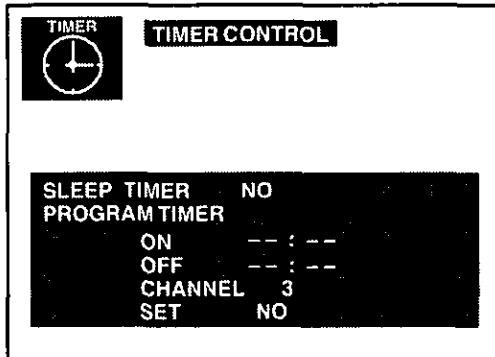 TIMER
TIMER CONTROL
SLEEP TIMER NO
PROGRAM TIMER
ON -- : --
OFF -- : --
CHANNEL 3
SET NO